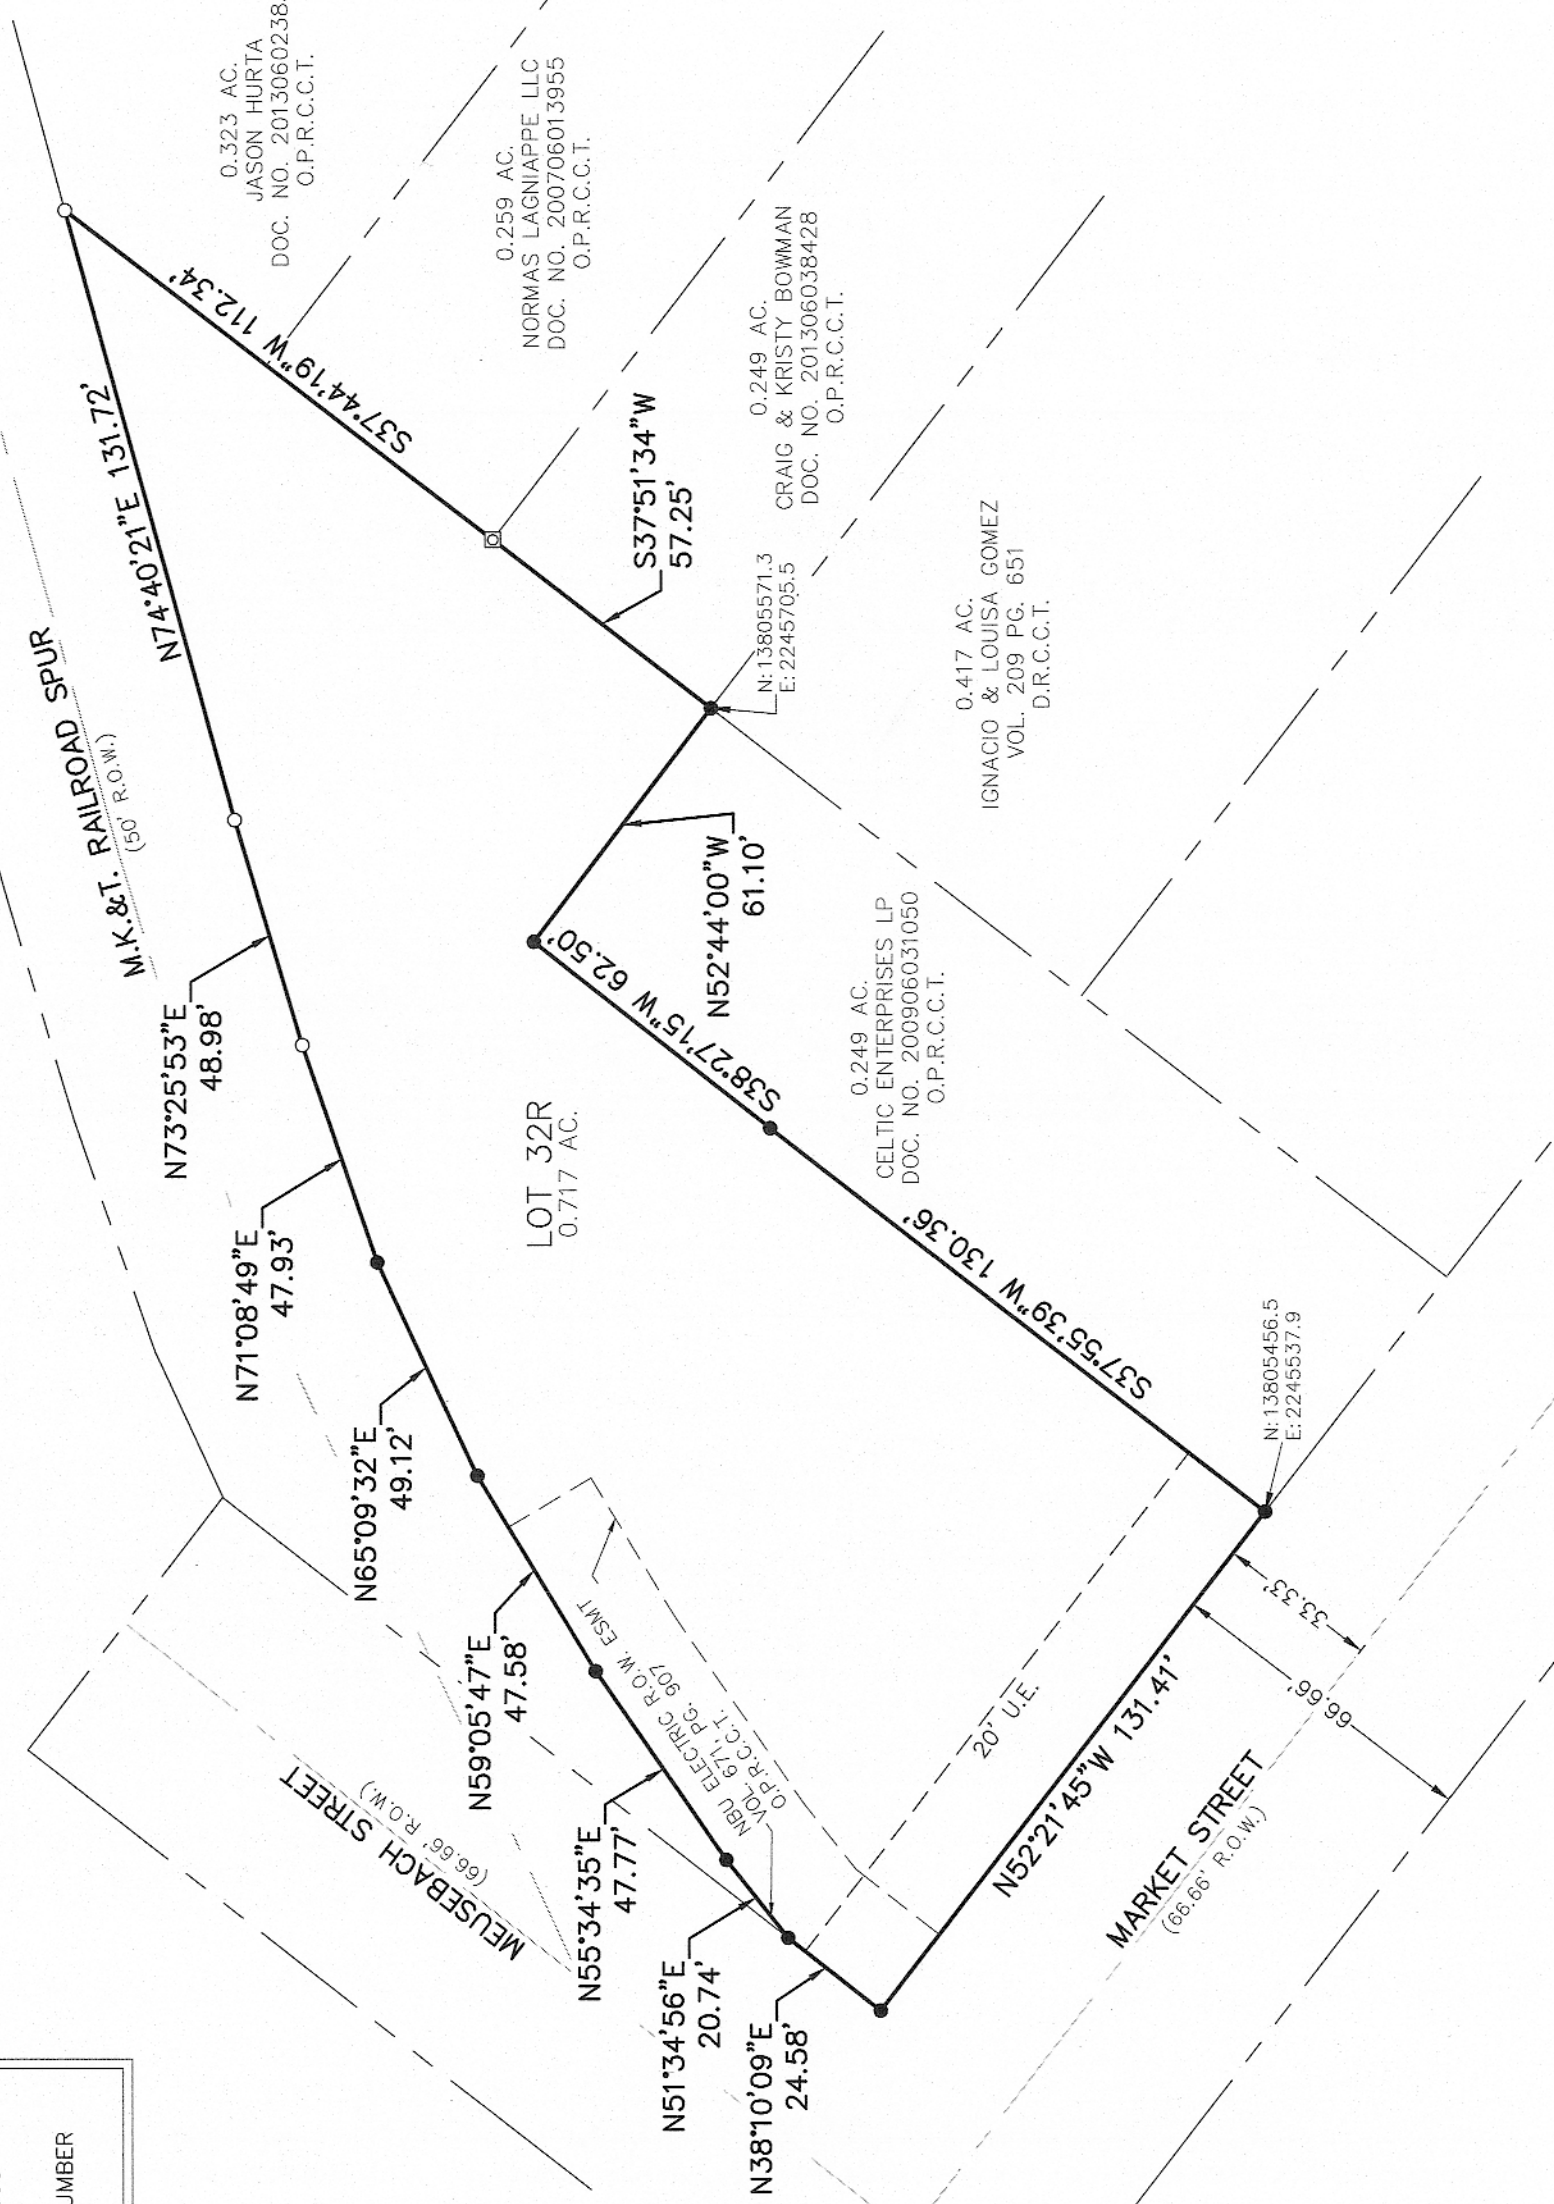 UMBER
M.K.&T. RAILROAD SPUR
(50' R.O.W.)
N74°40'21"E 131.72'
0.323 AC.
JASON HURTA
DOC. NO. 2013060238
O.P.R.C.C.T.
S37°44'19"W 112.34'
0.259 AC.
NORMAS LAGNIAPPE LLC
DOC. NO. 200706013955
O.P.R.C.C.T.
S37°51'34"W
57.25'
0.249 AC.
CRAIG & KRISTY BOWMAN
DOC. NO. 201306038428
O.P.R.C.C.T.
N:13805571.3
E:2245705.5
0.417 AC.
IGNACIO & LOUISA GOMEZ
VOL. 209 PG. 651
D.R.C.C.T.
N73°25'53"E
48.98'
N71°08'49"E
47.93'
N65°09'32"E
49.12'
N59°05'47"E
47.58'
N55°34'35"E
47.77'
N51°34'56"E
20.74'
N38°10'09"E
24.58'
N52°44'00"W
61.10'
S38°27'15"W 62.50'
LOT 32R
0.717 AC.
0.249 AC.
CELTIC ENTERPRISES LP
DOC. NO. 200906031050
O.P.R.C.C.T.
S37°55'39"W 130.36'
N:13805456.5
E:2245537.9
MEUSEBACH STREET
(66.66' R.O.W.)
NBU ELECTRIC R.O.W. ESMT
VOL. 671, PG. 907
O.P.R.C.C.T.
20' U.E.
N52°21'45"W 131.41'
33.33'
66.66'
MARKET STREET
(66.66' R.O.W.)